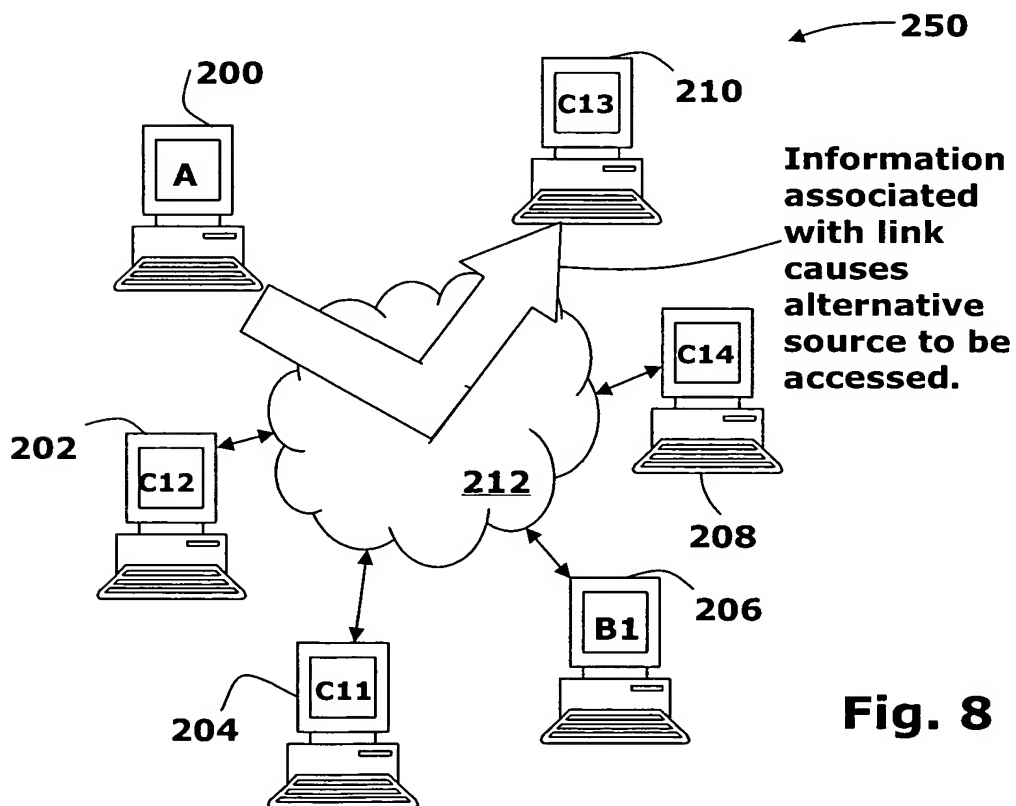 250
200
A
C13
210
Information
associated
with link
causes
alternative
source to be
accessed.
C14
202
C12
212
208
206
B1
C11
204
Fig. 8